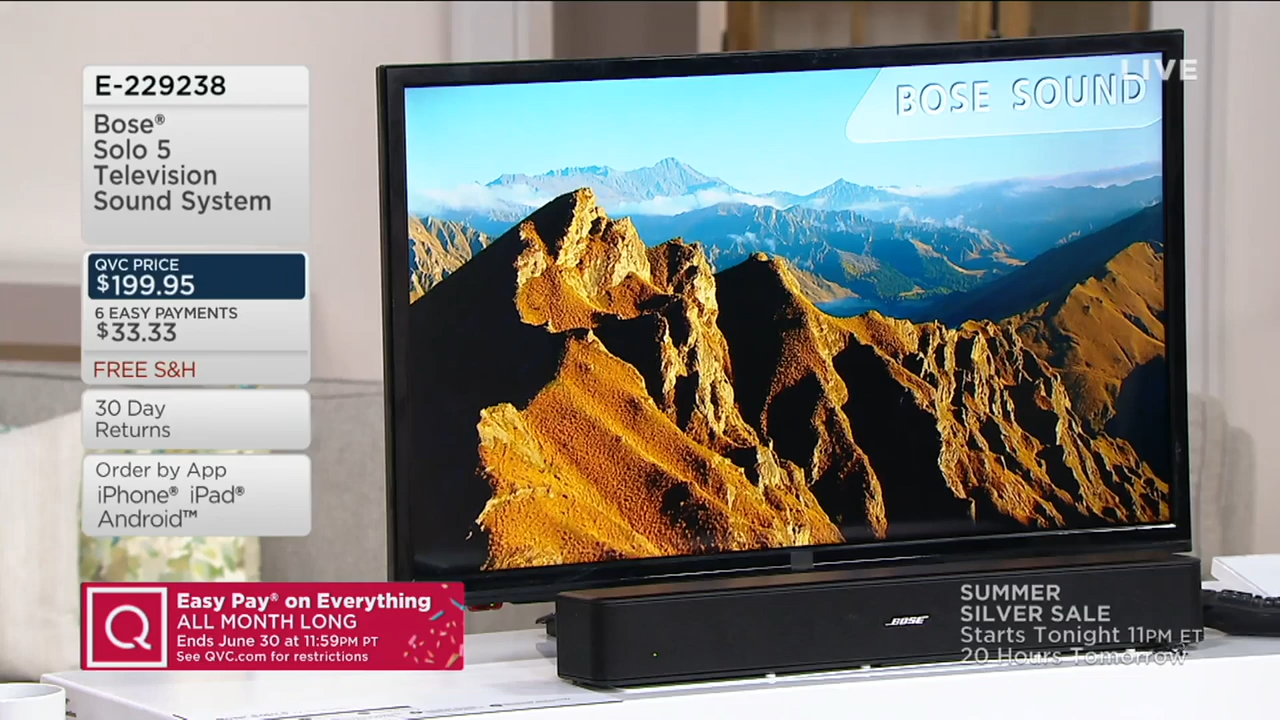 E-229238
Bose®
Solo 5
Television
Sound System
QVC PRICE
$199.95
6 EASY PAYMENTS
$33.33
FREE S&H
30 Day
Returns
Order by App
iPhone® iPad®
Android™
Q
Easy Pay® on Everything
ALL MONTH LONG
Ends June 30 at 11:59PM PT
See QVC.com for restrictions
LIVE
BOSE SOUND
BOSE
SUMMER
SILVER SALE
Starts Tonight 11PM ET
20 Hours Tomorrow